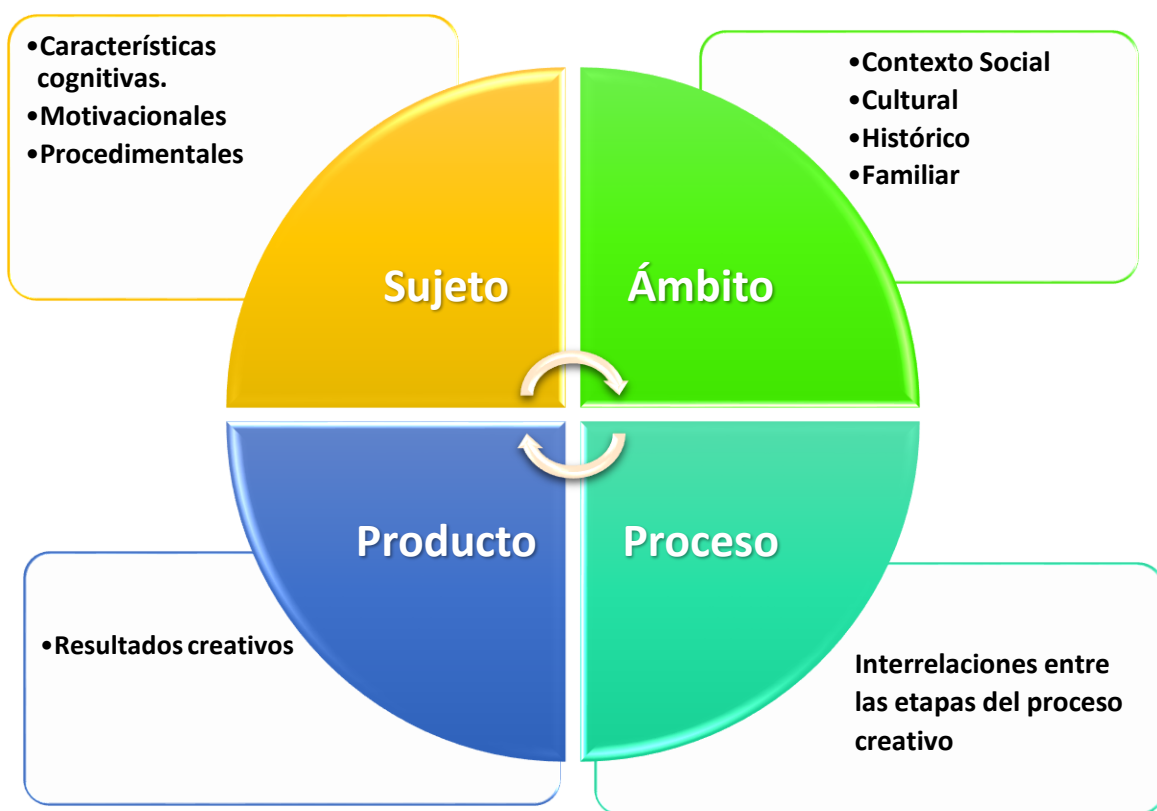 •Características
cognitivas.
•Motivacionales
•Procedimentales
•Contexto Social
•Cultural
•Histórico
•Familiar
Sujeto
Ámbito
Producto
Proceso
•Resultados creativos
Interrelaciones entre
las etapas del proceso
creativo